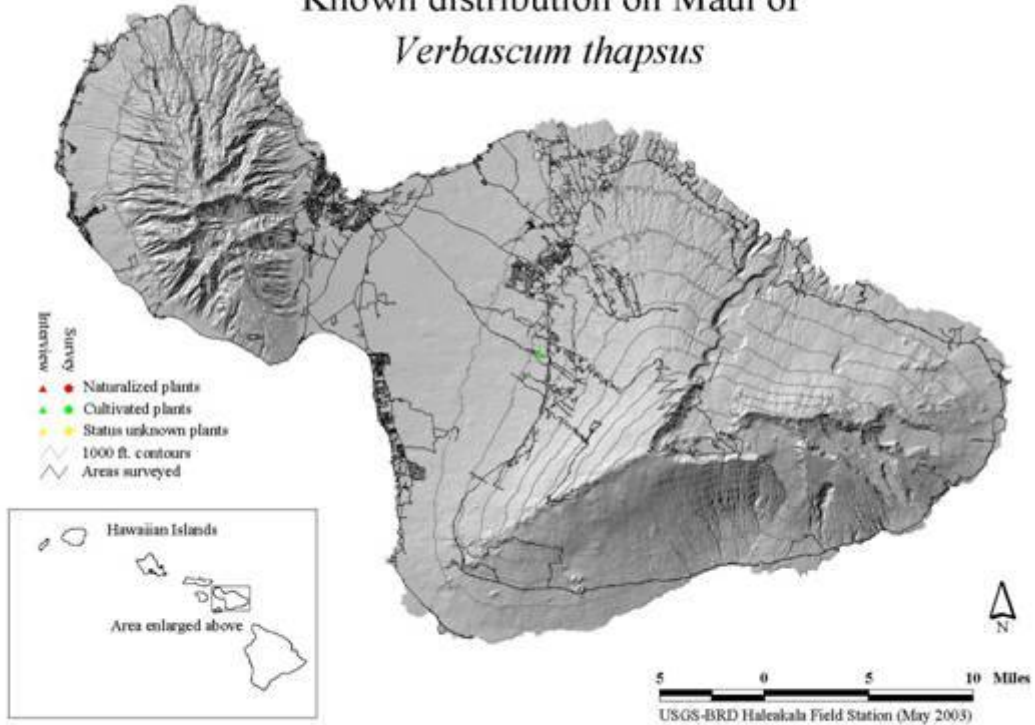 Known distribution on Maui of
Verbascum thapsus
Interview
Survey
Naturalized plants
Cultivated plants
Status unknown plants
1000 ft. contours
Areas surveyed
Hawaiian Islands
Area enlarged above
N
5 0 5 10 Miles
USGS-BRD Haleakala Field Station (May 2003)